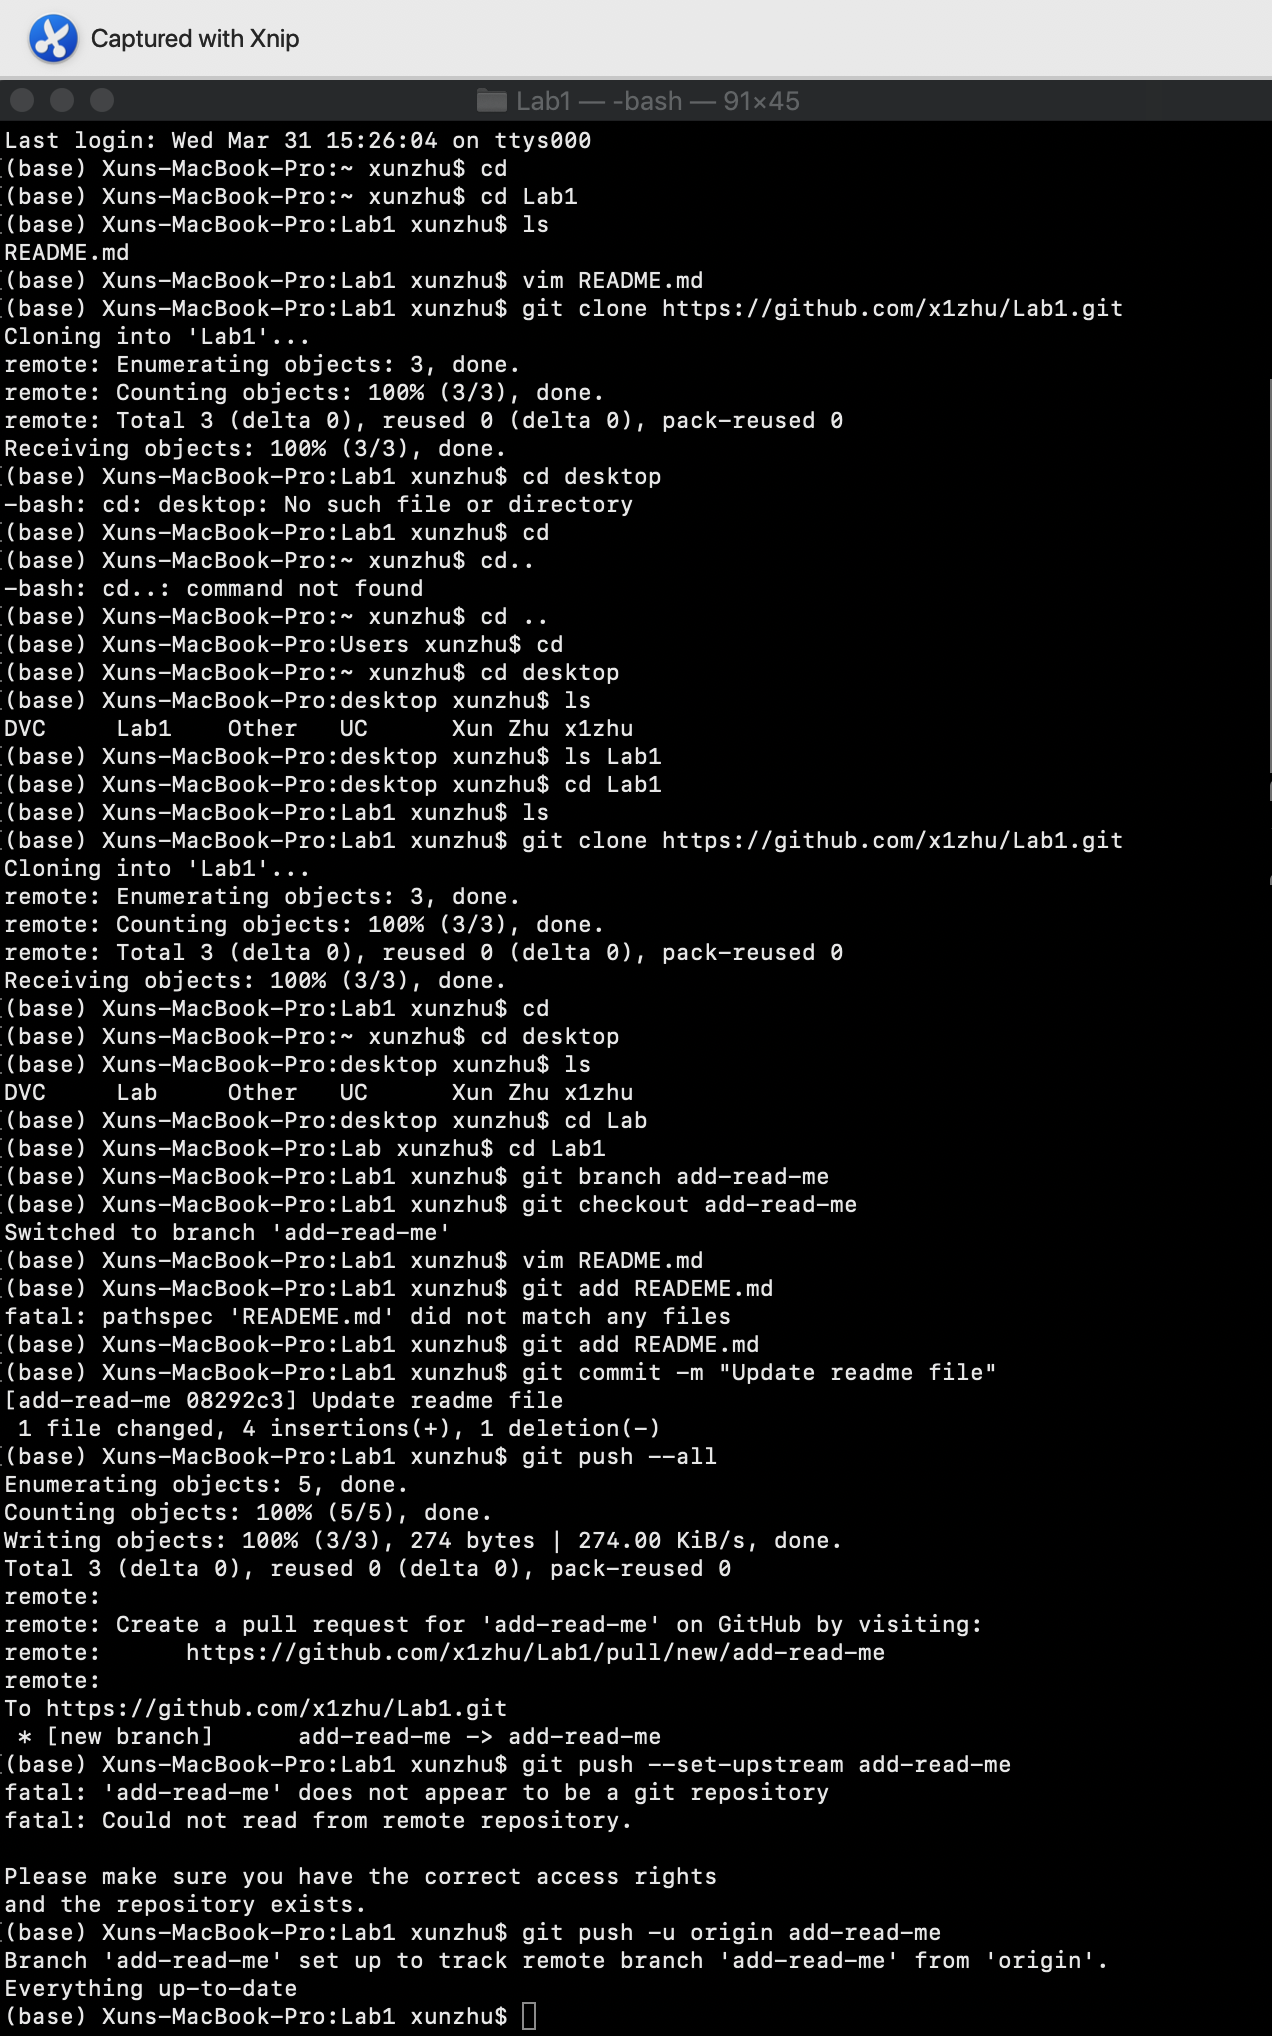 Captured with Xnip
Lab1 — -bash — 91×45
Last login: Wed Mar 31 15:26:04 on ttys000
(base) Xuns-MacBook-Pro:~ xunzhu$ cd
(base) Xuns-MacBook-Pro:~ xunzhu$ cd Lab1
(base) Xuns-MacBook-Pro:Lab1 xunzhu$ ls
README.md
(base) Xuns-MacBook-Pro:Lab1 xunzhu$ vim README.md
(base) Xuns-MacBook-Pro:Lab1 xunzhu$ git clone https://github.com/x1zhu/Lab1.git
Cloning into 'Lab1'...
remote: Enumerating objects: 3, done.
remote: Counting objects: 100% (3/3), done.
remote: Total 3 (delta 0), reused 0 (delta 0), pack-reused 0
Receiving objects: 100% (3/3), done.
(base) Xuns-MacBook-Pro:Lab1 xunzhu$ cd desktop
-bash: cd: desktop: No such file or directory
(base) Xuns-MacBook-Pro:Lab1 xunzhu$ cd
(base) Xuns-MacBook-Pro:~ xunzhu$ cd..
-bash: cd..: command not found
(base) Xuns-MacBook-Pro:~ xunzhu$ cd ..
(base) Xuns-MacBook-Pro:Users xunzhu$ cd
(base) Xuns-MacBook-Pro:~ xunzhu$ cd desktop
(base) Xuns-MacBook-Pro:desktop xunzhu$ ls
DVC     Lab1    Other   UC      Xun Zhu x1zhu
(base) Xuns-MacBook-Pro:desktop xunzhu$ ls Lab1
(base) Xuns-MacBook-Pro:desktop xunzhu$ cd Lab1
(base) Xuns-MacBook-Pro:Lab1 xunzhu$ ls
(base) Xuns-MacBook-Pro:Lab1 xunzhu$ git clone https://github.com/x1zhu/Lab1.git
Cloning into 'Lab1'...
remote: Enumerating objects: 3, done.
remote: Counting objects: 100% (3/3), done.
remote: Total 3 (delta 0), reused 0 (delta 0), pack-reused 0
Receiving objects: 100% (3/3), done.
(base) Xuns-MacBook-Pro:Lab1 xunzhu$ cd
(base) Xuns-MacBook-Pro:~ xunzhu$ cd desktop
(base) Xuns-MacBook-Pro:desktop xunzhu$ ls
DVC     Lab     Other   UC      Xun Zhu x1zhu
(base) Xuns-MacBook-Pro:desktop xunzhu$ cd Lab
(base) Xuns-MacBook-Pro:Lab xunzhu$ cd Lab1
(base) Xuns-MacBook-Pro:Lab1 xunzhu$ git branch add-read-me
(base) Xuns-MacBook-Pro:Lab1 xunzhu$ git checkout add-read-me
Switched to branch 'add-read-me'
(base) Xuns-MacBook-Pro:Lab1 xunzhu$ vim README.md
(base) Xuns-MacBook-Pro:Lab1 xunzhu$ git add READEME.md
fatal: pathspec 'READEME.md' did not match any files
(base) Xuns-MacBook-Pro:Lab1 xunzhu$ git add README.md
(base) Xuns-MacBook-Pro:Lab1 xunzhu$ git commit -m "Update readme file"
[add-read-me 08292c3] Update readme file
 1 file changed, 4 insertions(+), 1 deletion(-)
(base) Xuns-MacBook-Pro:Lab1 xunzhu$ git push --all
Enumerating objects: 5, done.
Counting objects: 100% (5/5), done.
Writing objects: 100% (3/3), 274 bytes | 274.00 KiB/s, done.
Total 3 (delta 0), reused 0 (delta 0), pack-reused 0
remote:
remote: Create a pull request for 'add-read-me' on GitHub by visiting:
remote:      https://github.com/x1zhu/Lab1/pull/new/add-read-me
remote:
To https://github.com/x1zhu/Lab1.git
 * [new branch]      add-read-me -> add-read-me
(base) Xuns-MacBook-Pro:Lab1 xunzhu$ git push --set-upstream add-read-me
fatal: 'add-read-me' does not appear to be a git repository
fatal: Could not read from remote repository.

Please make sure you have the correct access rights
and the repository exists.
(base) Xuns-MacBook-Pro:Lab1 xunzhu$ git push -u origin add-read-me
Branch 'add-read-me' set up to track remote branch 'add-read-me' from 'origin'.
Everything up-to-date
(base) Xuns-MacBook-Pro:Lab1 xunzhu$